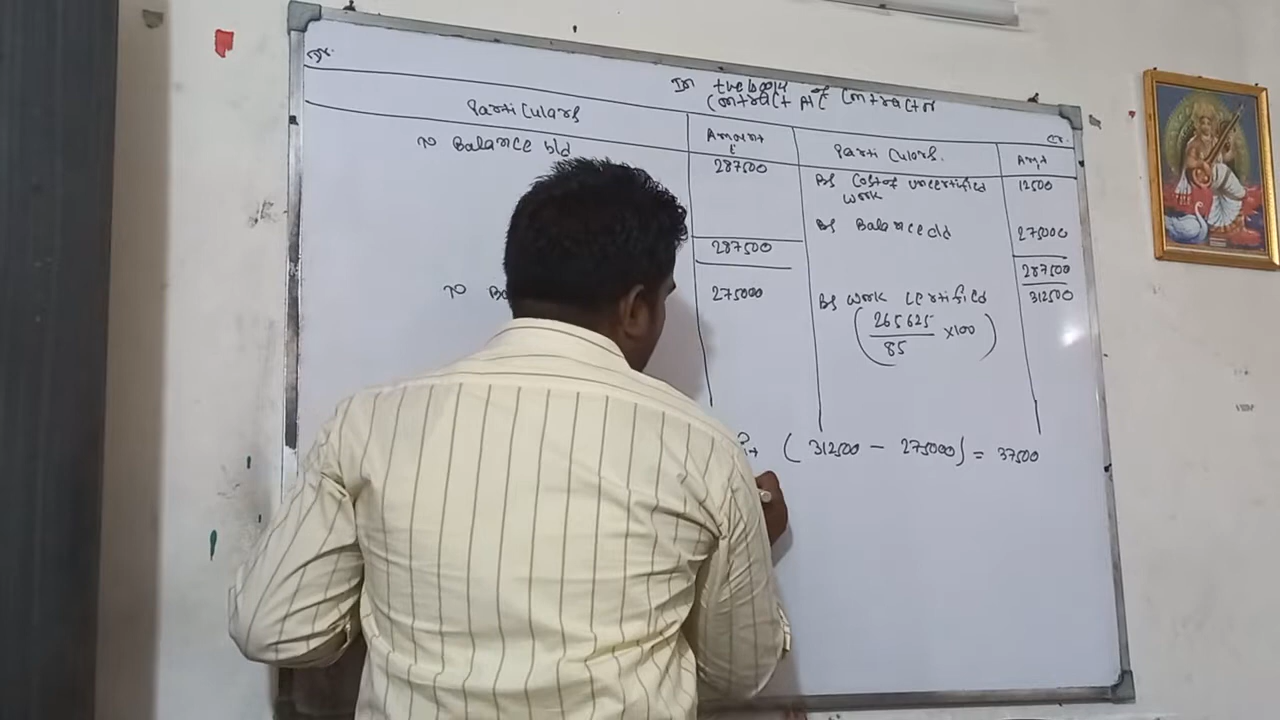 In the books of
Contract A/C Contractor
Dr.
Cr.
Particulars
Amount
₹
Particulars.
Amt
To Balance b/d
287500
By Cost of uncertified
work
12500
By Balance c/d
275000
287500
287500
To
275000
By work certified
312500
( 265625 / 85 × 100 )
( 312500 - 275000 ) = 37500